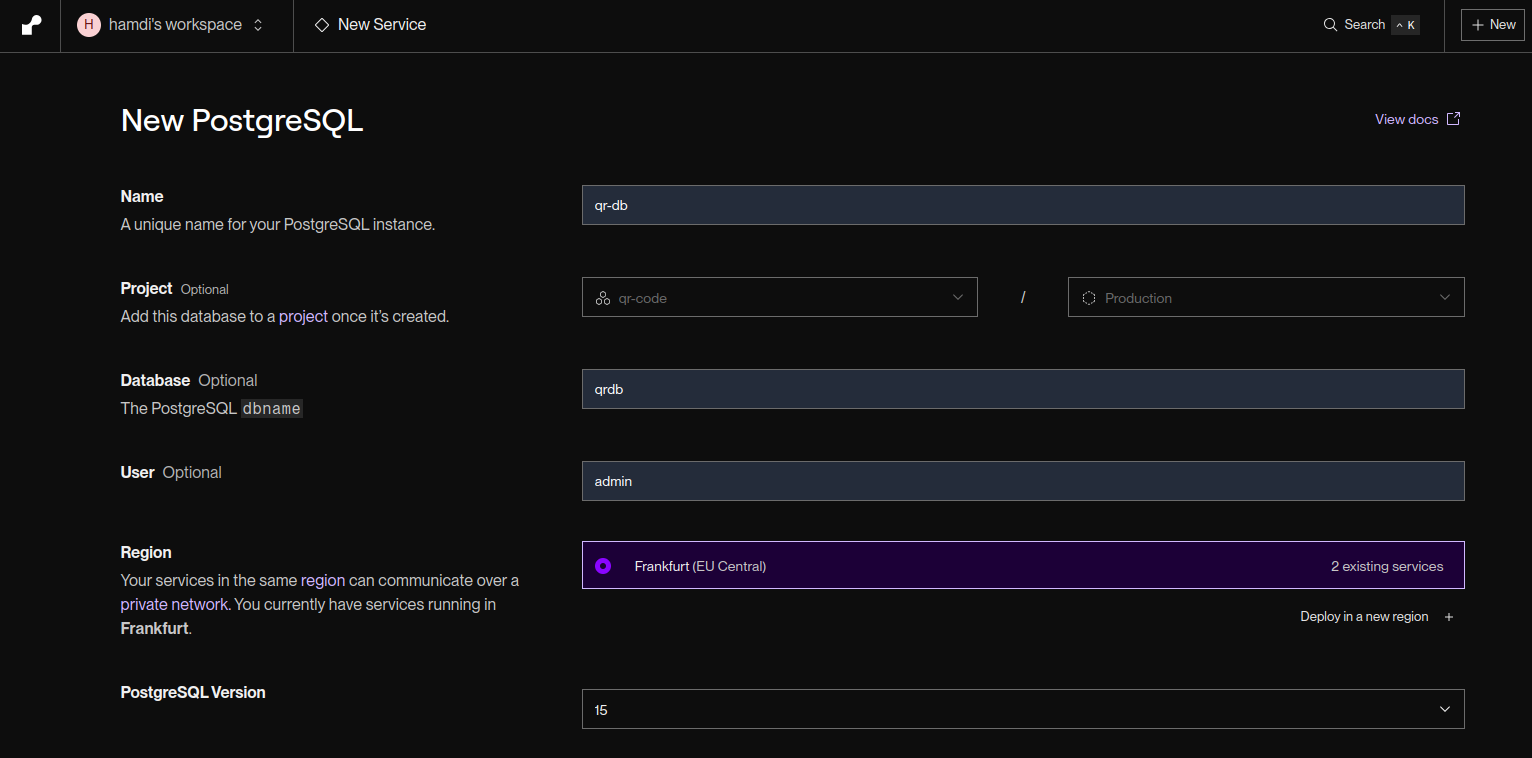 H hamdi's workspace
New Service
Search ^ K
+ New
New PostgreSQL
View docs
Name
A unique name for your PostgreSQL instance.
qr-db
Project Optional
Add this database to a project once it's created.
qr-code
/
Production
Database Optional
The PostgreSQL dbname
qrdb
User Optional
admin
Region
Your services in the same region can communicate over a
private network. You currently have services running in
Frankfurt.
Frankfurt (EU Central)
2 existing services
Deploy in a new region +
PostgreSQL Version
15